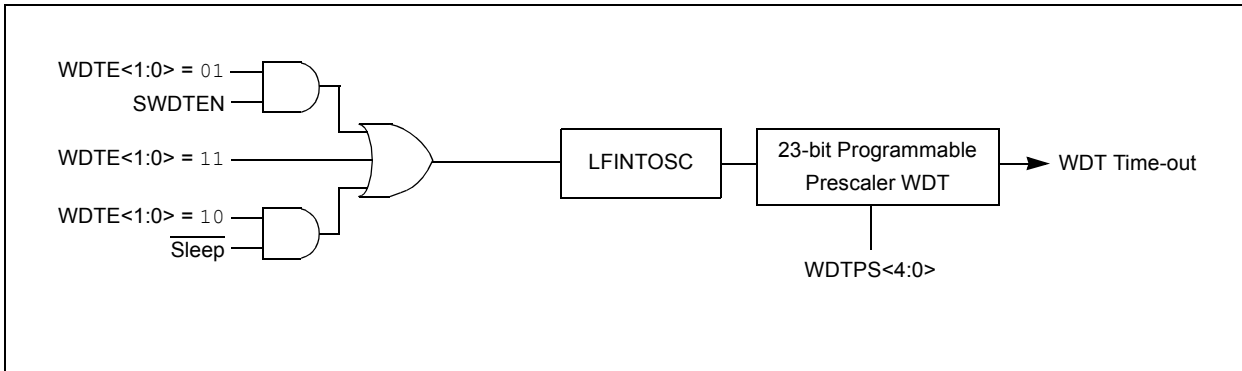 WDTE<1:0> = 01
SWDTEN
WDTE<1:0> = 11
WDTE<1:0> = 10
Sleep
LFINTOSC
23-bit Programmable
Prescaler WDT
WDT Time-out
WDTPS<4:0>